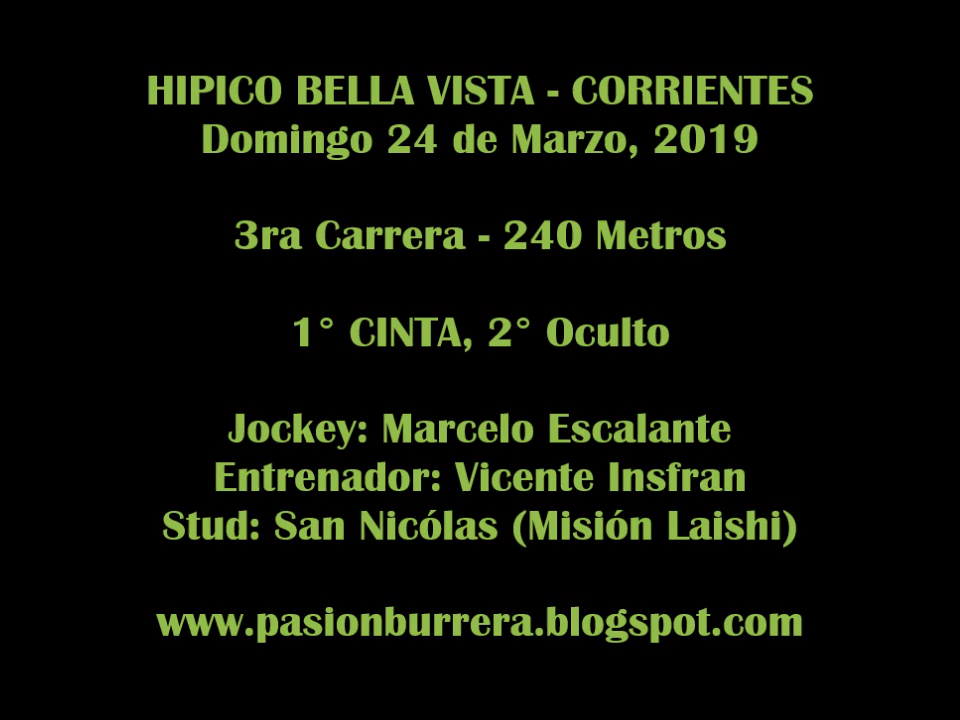 HIPICO BELLA VISTA - CORRIENTES
Domingo 24 de Marzo, 2019
3ra Carrera - 240 Metros
1° CINTA, 2° Oculto
Jockey: Marcelo Escalante
Entrenador: Vicente Insfran
Stud: San Nicólas (Misión Laishi)
www.pasionburrera.blogspot.com